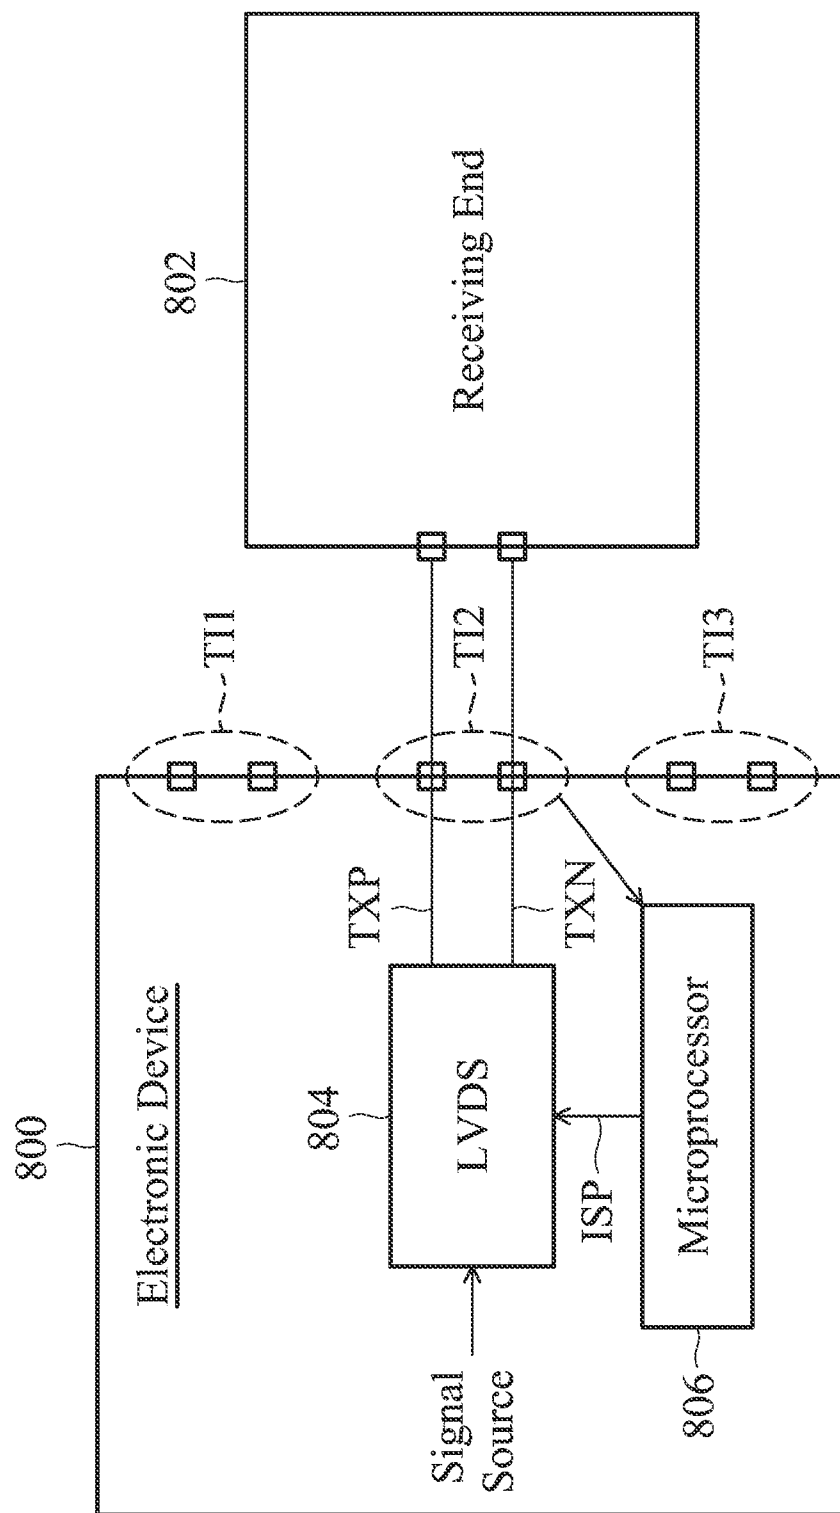 800
Electronic Device
Signal
Source
804
LVDS
TXP
TXN
ISP
Microprocessor
806
TI1
TI2
TI3
802
Receiving End